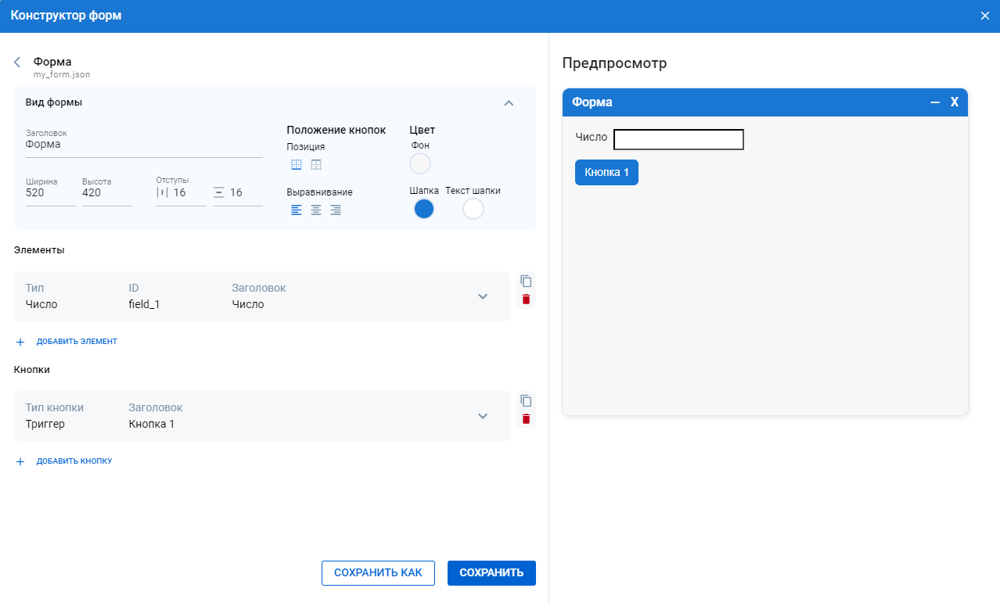 Конструктор форм
Форма
my_form.json
Вид формы
Заголовок
Форма
Ширина
520
Высота
420
Отступы
16
16
Положение кнопок
Позиция
Выравнивание
Цвет
Фон
Шапка
Текст шапки
Элементы
Тип
Число
ID
field_1
Заголовок
Число
ДОБАВИТЬ ЭЛЕМЕНТ
Кнопки
Тип кнопки
Триггер
Заголовок
Кнопка 1
ДОБАВИТЬ КНОПКУ
СОХРАНИТЬ КАК
СОХРАНИТЬ
Предпросмотр
Форма
X
Число
Кнопка 1